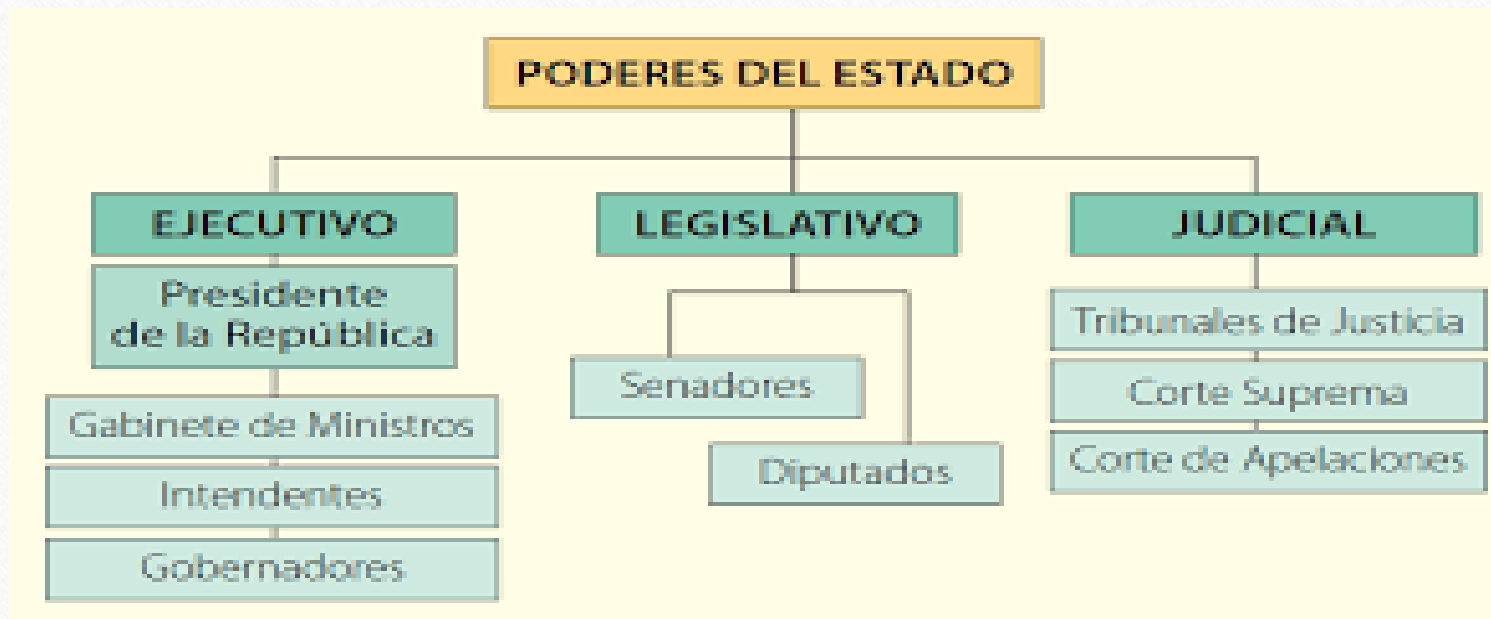 PODERES DEL ESTADO
EJECUTIVO
Presidente
de la República
Gabinete de Ministros
Intendentes
Gobernadores
LEGISLATIVO
Senadores
Diputados
JUDICIAL
Tribunales de Justicia
Corte Suprema
Corte de Apelaciones